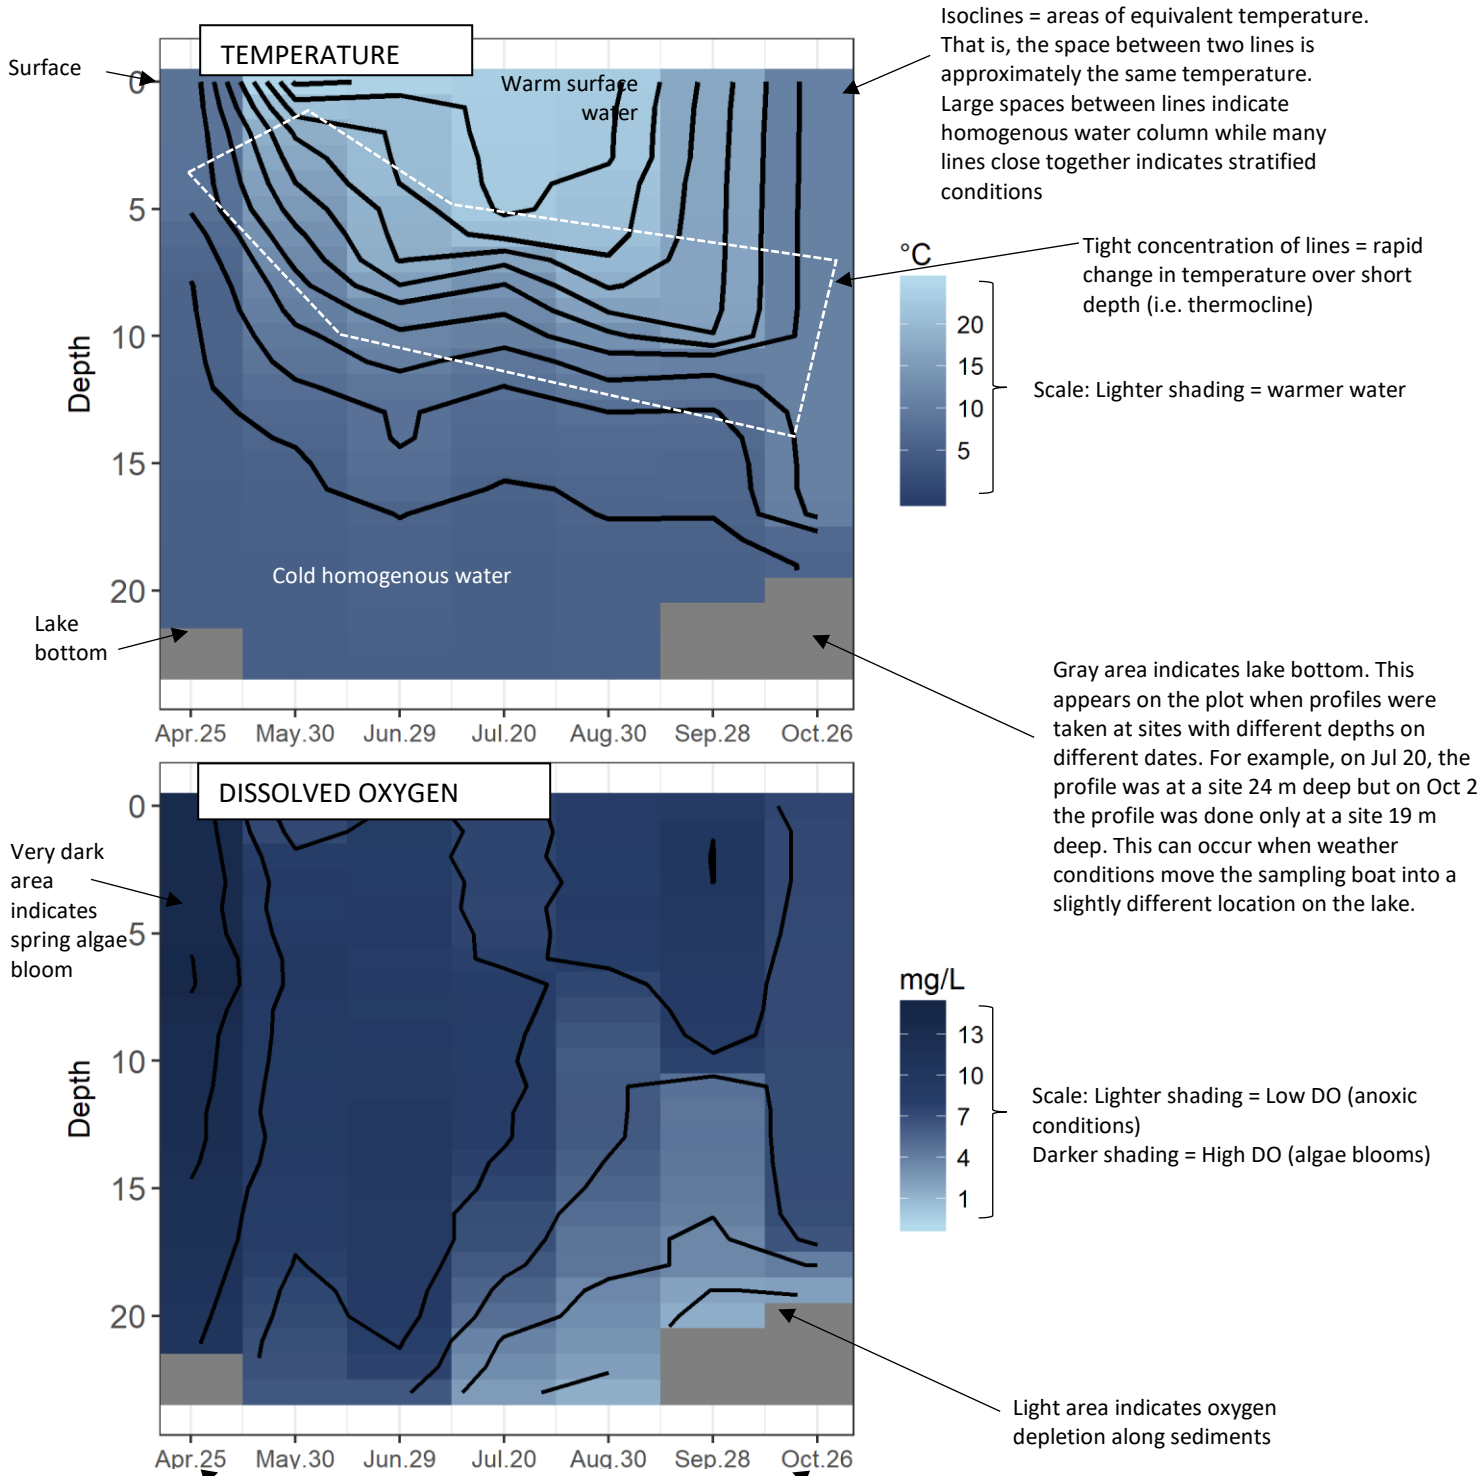 Isoclines = areas of equivalent temperature.
That is, the space between two lines is
approximately the same temperature.
Large spaces between lines indicate
homogenous water column while many
lines close together indicates stratified
conditions
TEMPERATURE
Surface
Warm surface
water
0
5
10
15
20
Depth
Cold homogenous water
Lake
bottom
Apr.25 May.30 Jun.29 Jul.20 Aug.30 Sep.28 Oct.26
Tight concentration of lines = rapid
change in temperature over short
depth (i.e. thermocline)
°C
20
15
10
5
Scale: Lighter shading = warmer water
Gray area indicates lake bottom. This
appears on the plot when profiles were
taken at sites with different depths on
different dates. For example, on Jul 20, the
profile was at a site 24 m deep but on Oct 2
the profile was done only at a site 19 m
deep. This can occur when weather
conditions move the sampling boat into a
slightly different location on the lake.
DISSOLVED OXYGEN
Very dark
area
indicates
spring algae
bloom
0
5
10
15
20
Depth
Apr.25 May.30 Jun.29 Jul.20 Aug.30 Sep.28 Oct.26
mg/L
13
10
7
4
1
Scale: Lighter shading = Low DO (anoxic
conditions)
Darker shading = High DO (algae blooms)
Light area indicates oxygen
depletion along sediments